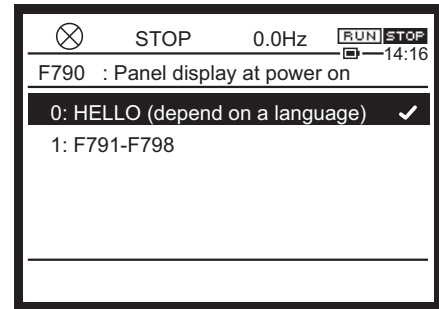 STOP 0.0Hz RUN STOP
14:16
F790 : Panel display at power on
0: HELLO (depend on a language)
1: F791-F798